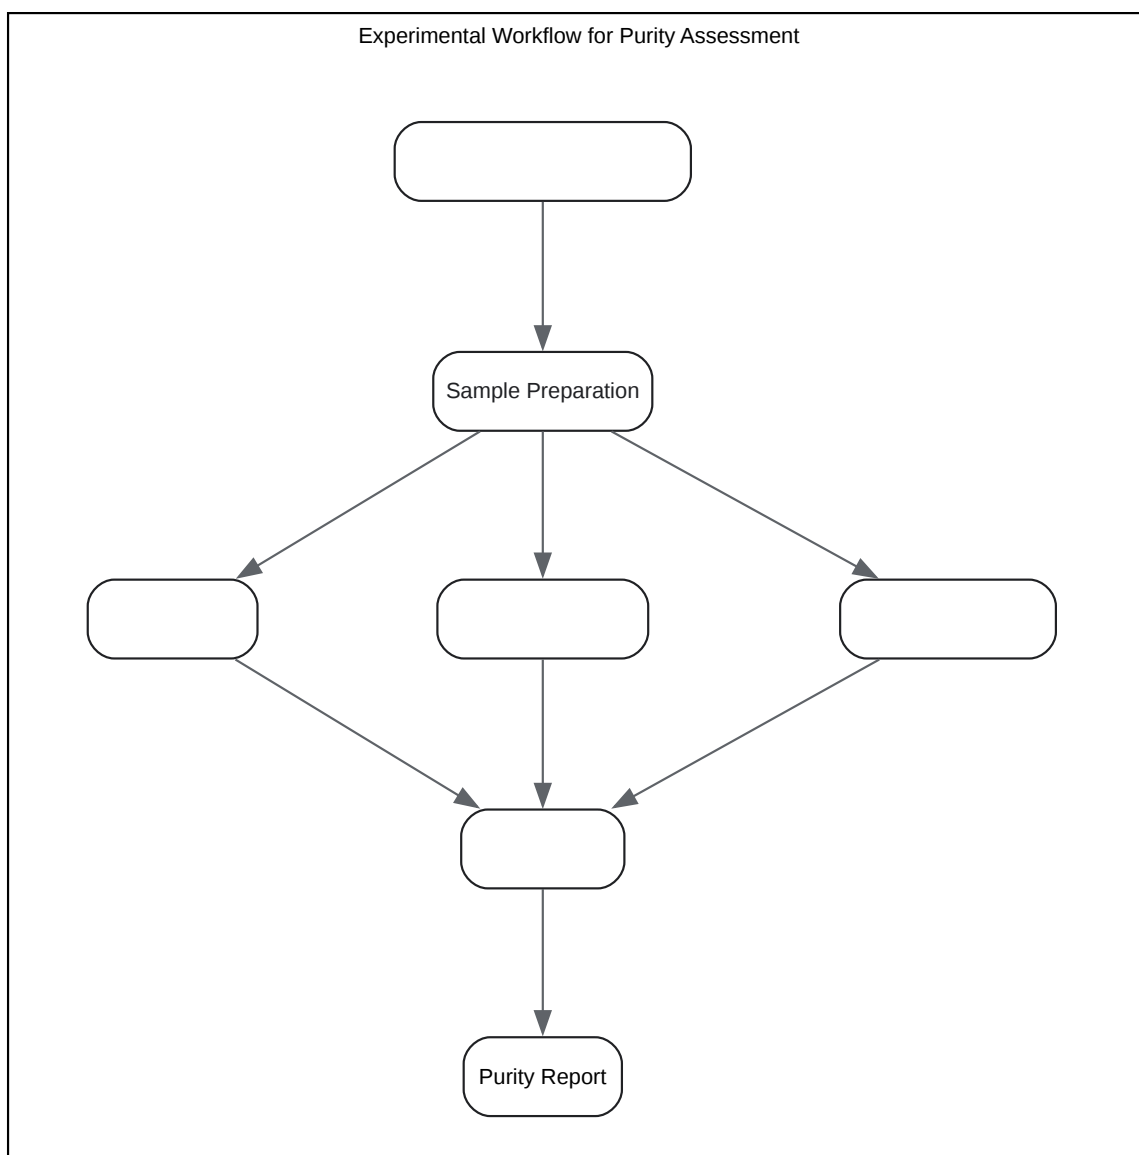 Experimental Workflow for Purity Assessment
Sample Preparation
Purity Report